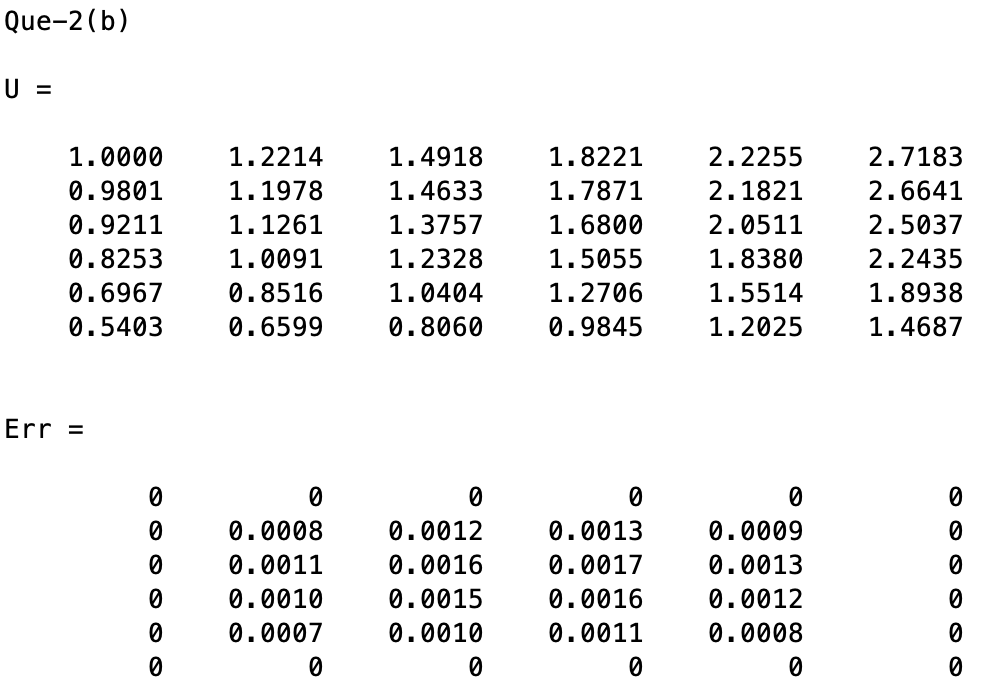 Que-2(b)
U =
1.0000 1.2214 1.4918 1.8221 2.2255 2.7183
0.9801 1.1978 1.4633 1.7871 2.1821 2.6641
0.9211 1.1261 1.3757 1.6800 2.0511 2.5037
0.8253 1.0091 1.2328 1.5055 1.8380 2.2435
0.6967 0.8516 1.0404 1.2706 1.5514 1.8938
0.5403 0.6599 0.8060 0.9845 1.2025 1.4687
Err =
0 0 0 0 0 0
0 0.0008 0.0012 0.0013 0.0009 0
0 0.0011 0.0016 0.0017 0.0013 0
0 0.0010 0.0015 0.0016 0.0012 0
0 0.0007 0.0010 0.0011 0.0008 0
0 0 0 0 0 0